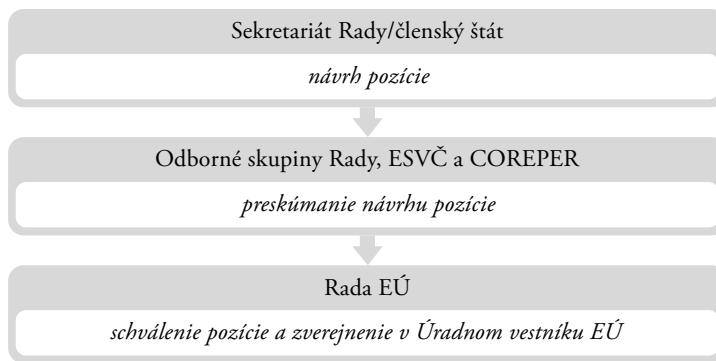 Sekretariát Rady/členský štát
návrh pozície
Odborné skupiny Rady, ESVČ a COREPER
preskúmanie návrhu pozície
Rada EÚ
schválenie pozície a zverejnenie v Úradnom vestníku EÚ